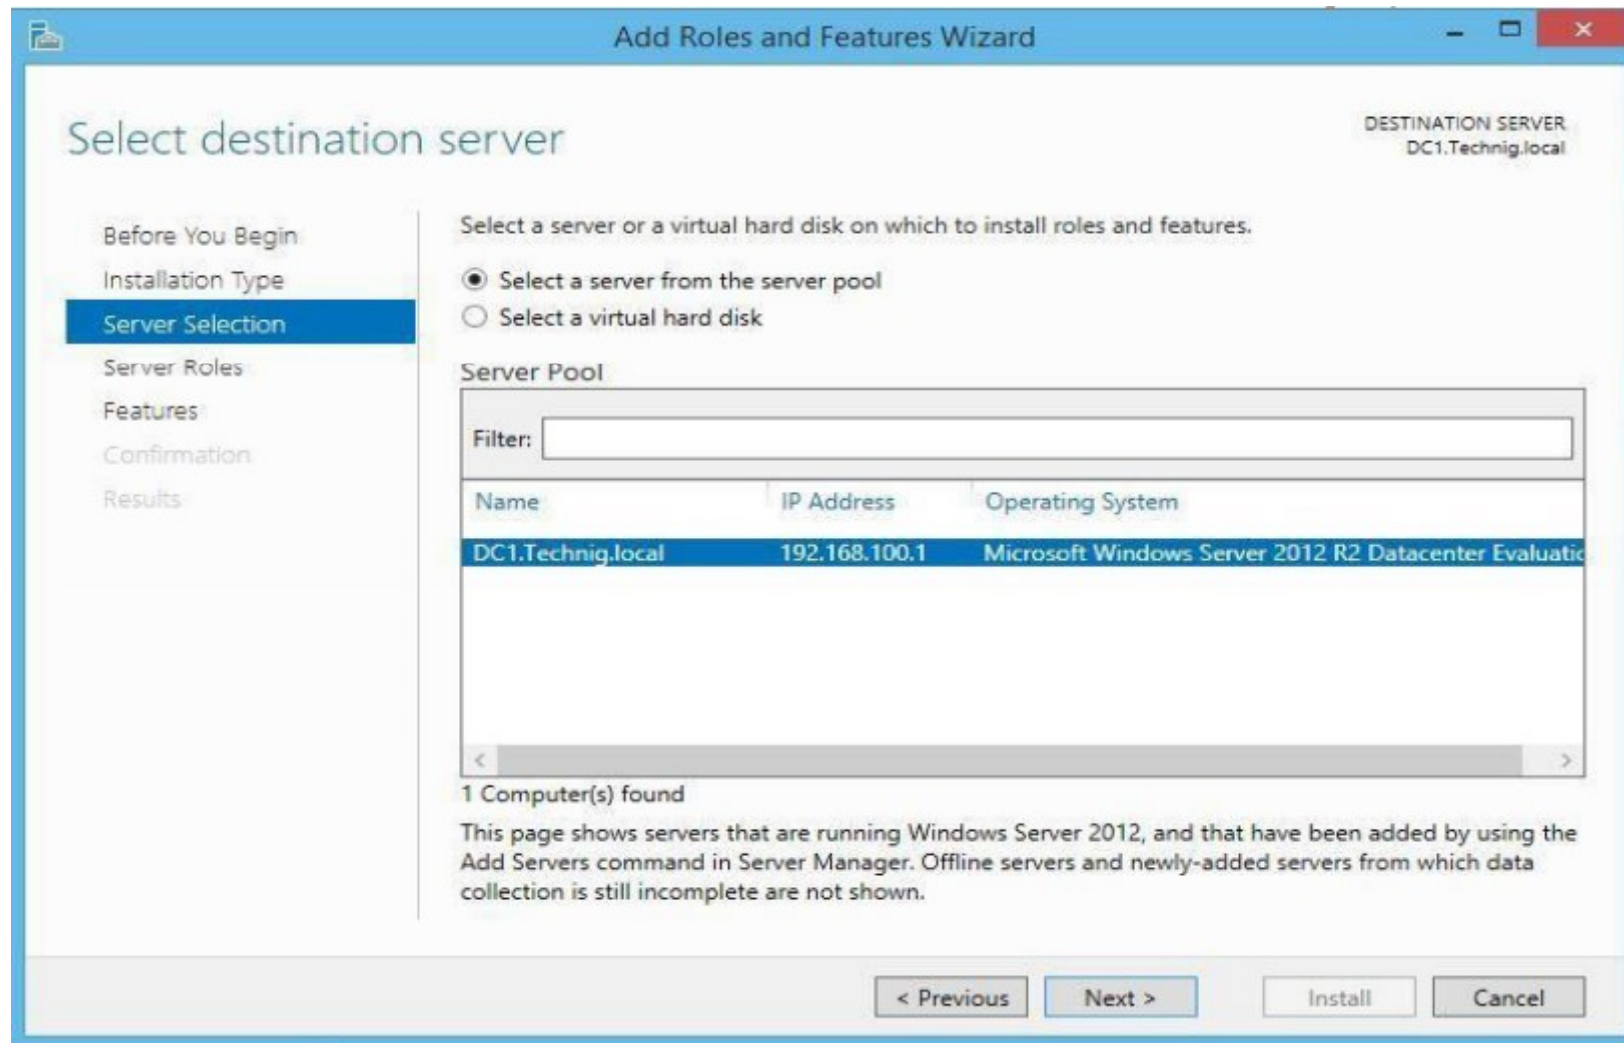 Add Roles and Features Wizard
Select destination server
DESTINATION SERVER
DC1.Technig.local
Before You Begin
Installation Type
Server Selection
Server Roles
Features
Confirmation
Results
Select a server or a virtual hard disk on which to install roles and features.
Select a server from the server pool
Select a virtual hard disk
Server Pool
Filter:
Name IP Address Operating System
DC1.Technig.local 192.168.100.1 Microsoft Windows Server 2012 R2 Datacenter Evaluatio
1 Computer(s) found
This page shows servers that are running Windows Server 2012, and that have been added by using the
Add Servers command in Server Manager. Offline servers and newly-added servers from which data
collection is still incomplete are not shown.
< Previous Next > Install Cancel